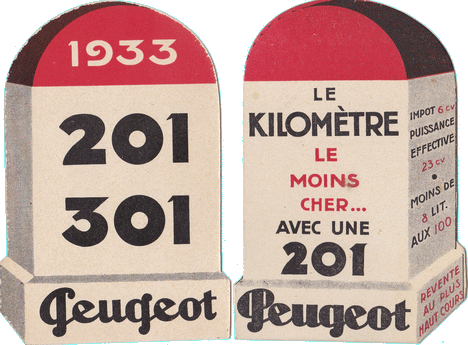 1933
201
301
Peugeot
LE
KILOMÈTRE
LE
MOINS
CHER...
AVEC UNE
201
Peugeot
IMPOT 6 CV
PUISSANCE
EFFECTIVE
23 CV
•
MOINS DE
8 LIT.
AUX 100
REVENTE
AU PLUS
HAUT COURS